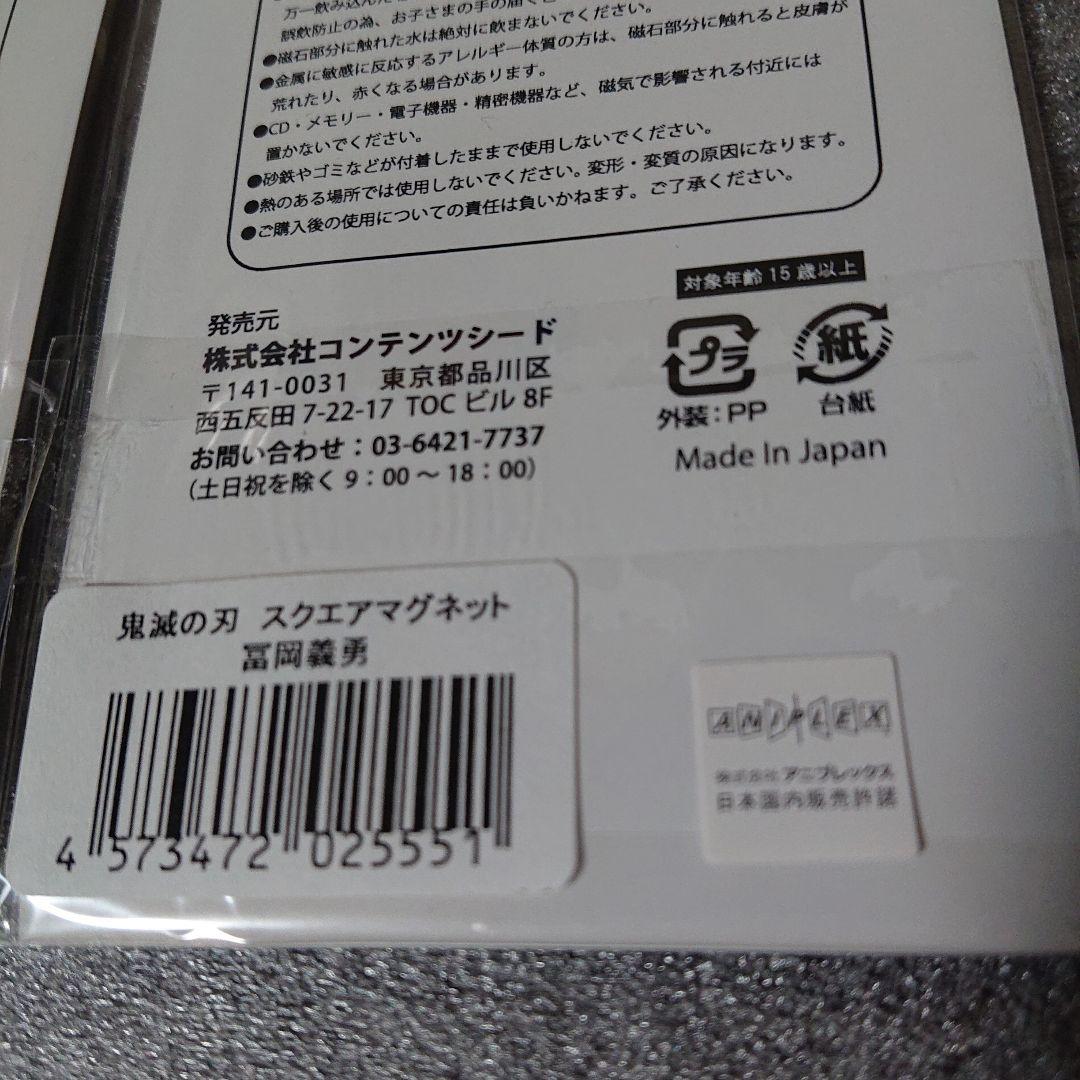 万一飲み込んだ
誤飲防止の為、お子さまの手の届く
●磁石部分に触れた水は絶対に飲まないでください。
●金属に敏感に反応するアレルギー体質の方は、磁石部分に触れると皮膚が
荒れたり、赤くなる場合があります。
●CD・メモリー・電子機器・精密機器など、磁気で影響される付近には
置かないでください。
●砂鉄やゴミなどが付着したままで使用しないでください。
●熱のある場所では使用しないでください。変形・変質の原因になります。
●ご購入後の使用についての責任は負いかねます。ご了承ください。
対象年齢15歳以上
発売元
株式会社コンテンツシード
〒141-0031 東京都品川区
西五反田 7-22-17 TOC ビル 8F
お問い合わせ：03-6421-7737
(土日祝を除く 9：00 ～ 18：00)
プラ
紙
外装：PP
台紙
Made In Japan
鬼滅の刃 スクエアマグネット
冨岡義勇
4 573472 025551
ANIPLEX
株式会社 アニプレックス
日本国内販売許諾